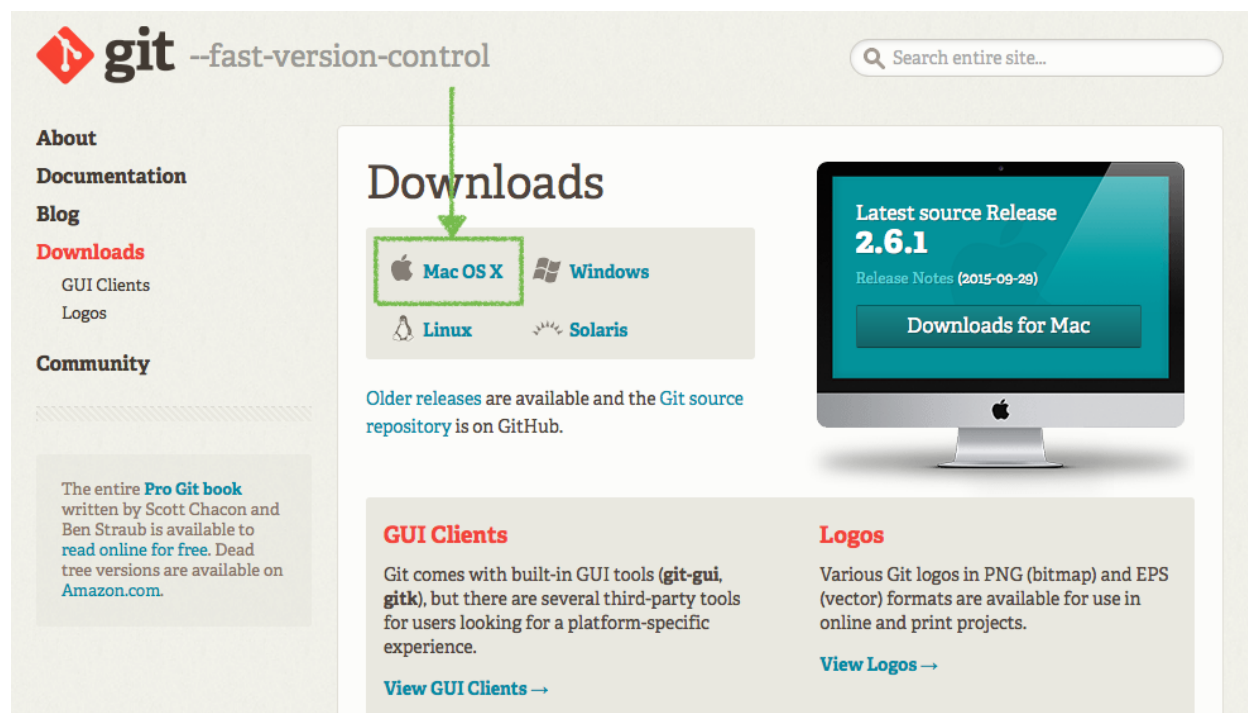 git --fast-version-control
Search entire site...
About
Documentation
Blog
Downloads
GUI Clients
Logos
Community
The entire Pro Git book
written by Scott Chacon and
Ben Straub is available to
read online for free. Dead
tree versions are available on
Amazon.com.
Downloads
Mac OS X
Windows
Linux
Solaris
Older releases are available and the Git source
repository is on GitHub.
Latest source Release
2.6.1
Release Notes (2015-09-29)
Downloads for Mac
GUI Clients
Git comes with built-in GUI tools (git-gui,
gitk), but there are several third-party tools
for users looking for a platform-specific
experience.
View GUI Clients →
Logos
Various Git logos in PNG (bitmap) and EPS
(vector) formats are available for use in
online and print projects.
View Logos →